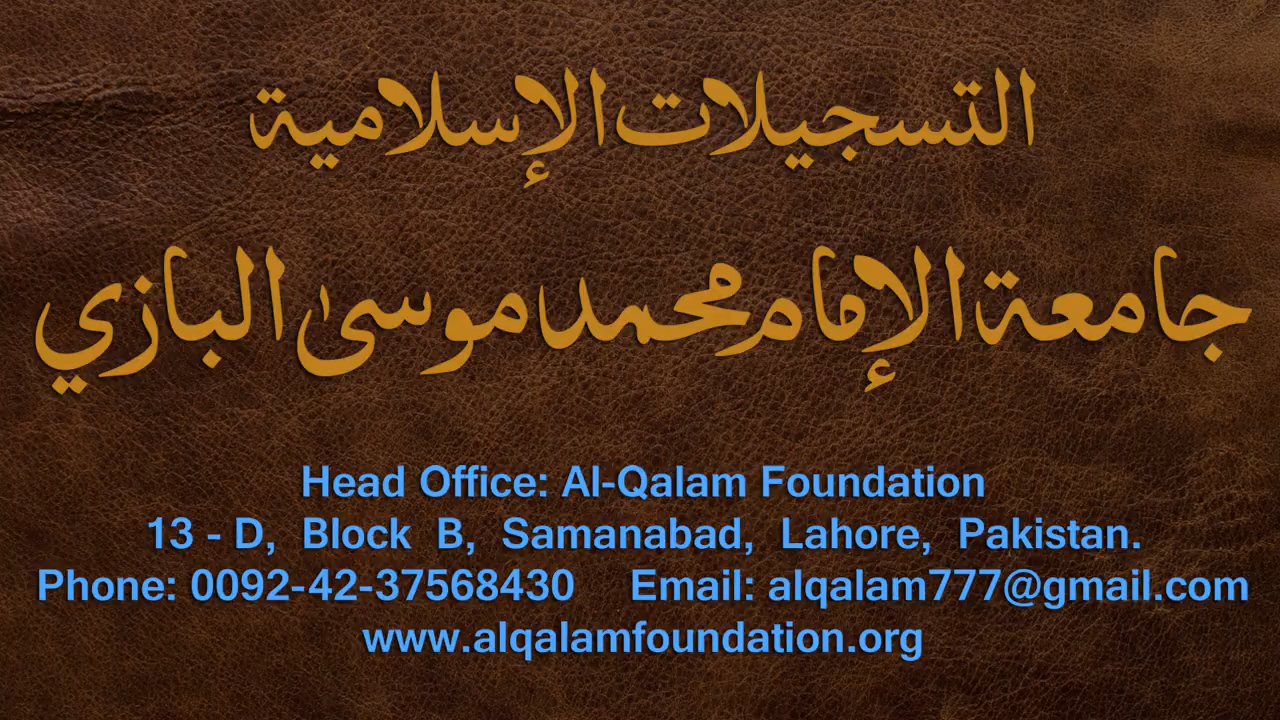 التسجيلات الإسلامية
جامعة الإمام محمد موسىٰ البازي
Head Office: Al-Qalam Foundation
13 - D, Block B, Samanabad, Lahore, Pakistan.
Phone: 0092-42-37568430 Email: alqalam777@gmail.com
www.alqalamfoundation.org